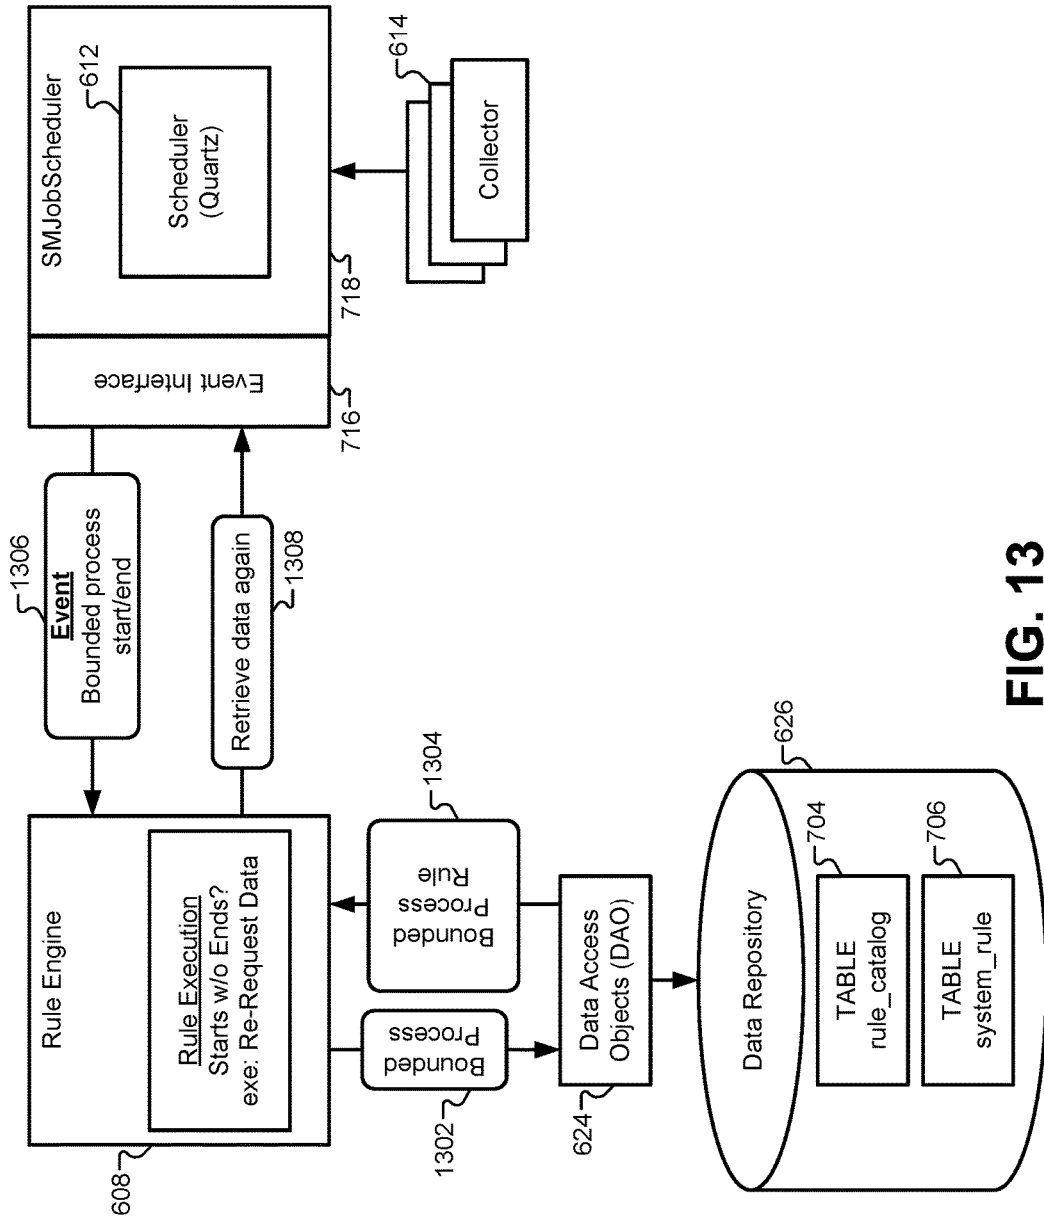 608
Rule Engine
Rule Execution
Starts w/o Ends?
exe: Re-Request Data
1306
Event
Bounded process
start/end
Retrieve data again
1308
Event Interface
716
SMJobScheduler
718
612
Scheduler
(Quartz)
614
Collector
1302
Bounded
Process
1304
Bounded
Process
Rule
624
Data Access
Objects (DAO)
626
Data Repository
704
TABLE
rule_catalog
706
TABLE
system_rule
FIG. 13